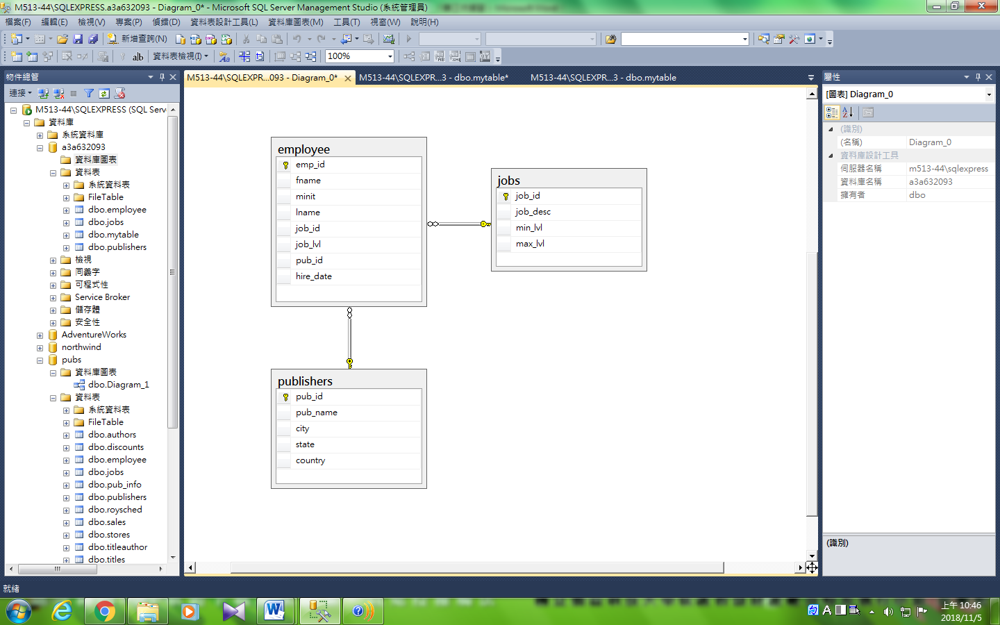 M513-44\SQLEXPRESS.a3a632093 - Diagram_0* - Microsoft SQL Server Management Studio (系統管理員)
檔案(F) 編輯(E) 檢視(V) 專案(P) 偵錯(D) 資料表設計工具(L) 資料庫圖表(M) 工具(T) 視窗(W) 說明(H)
新增查詢(N)
ab| 資料表檢視(I) 100%
物件總管
連接
M513-44\SQLEXPRESS (SQL Serv
資料庫
系統資料庫
a3a632093
資料庫圖表
資料表
系統資料表
FileTable
dbo.employee
dbo.jobs
dbo.mytable
dbo.publishers
檢視
同義字
可程式性
Service Broker
儲存體
安全性
AdventureWorks
northwind
pubs
資料庫圖表
dbo.Diagram_1
資料表
系統資料表
FileTable
dbo.authors
dbo.discounts
dbo.employee
dbo.jobs
dbo.pub_info
dbo.publishers
dbo.roysched
dbo.sales
dbo.stores
dbo.titleauthor
dbo.titles
M513-44\SQLEXPR...093 - Diagram_0* M513-44\SQLEXPR...3 - dbo.mytable* M513-44\SQLEXPR...3 - dbo.mytable
employee
emp_id
fname
minit
lname
job_id
job_lvl
pub_id
hire_date
jobs
job_id
job_desc
min_lvl
max_lvl
publishers
pub_id
pub_name
city
state
country
屬性
[圖表] Diagram_0
(識別)
(名稱) Diagram_0
資料庫設計工具
伺服器名稱 m513-44\sqlexpress
資料庫名稱 a3a632093
擁有者 dbo
(識別)
就緒
上午 10:46
2018/11/5